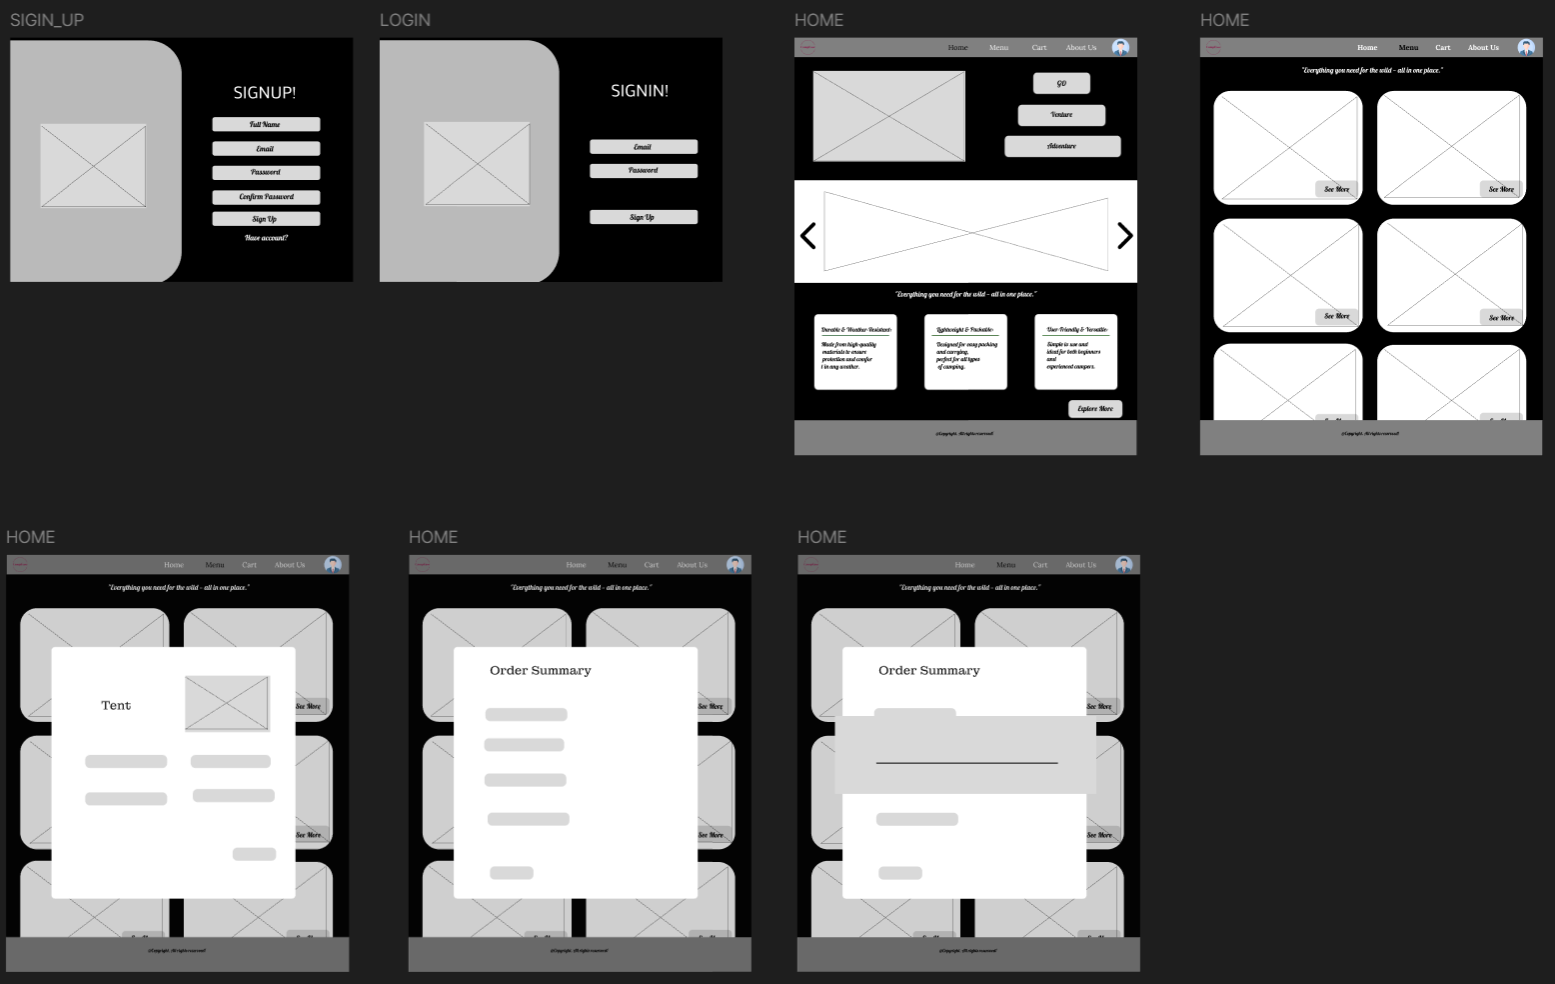 SIGIN_UP
SIGNUP!
Full Name
Email
Password
Confirm Password
Sign Up
Have account?
LOGIN
SIGNIN!
Email
Password
Sign Up
HOME
Home Menu Cart About Us
GO
Venture
Adventure
"Everything you need for the wild – all in one place."
Durable & Weather-Resistant:
Made from high-quality
materials to ensure
protection and comfor
t in any weather.
Lightweight & Packable:
Designed for easy packing
and carrying,
perfect for all types
of camping.
User-Friendly & Versatile:
Simple to use and
ideal for both beginners
and
experienced campers.
Explore More
©Copyright. All rights reserved!
HOME
Home Menu Cart About Us
"Everything you need for the wild – all in one place."
See More
See More
See More
See More
©Copyright. All rights reserved!
HOME
Home Menu Cart About Us
"Everything you need for the wild – all in one place."
Tent
See More
See More
©Copyright. All rights reserved!
HOME
Home Menu Cart About Us
"Everything you need for the wild – all in one place."
Order Summary
See More
See More
©Copyright. All rights reserved!
HOME
Home Menu Cart About Us
"Everything you need for the wild – all in one place."
Order Summary
See More
See More
©Copyright. All rights reserved!